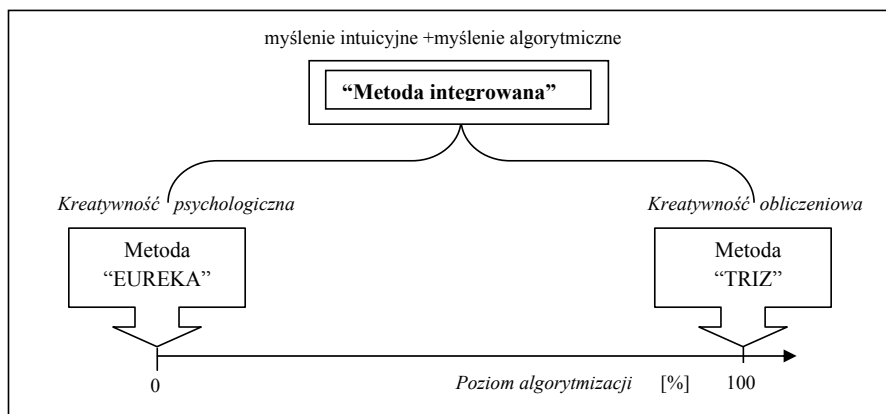 myślenie intuicyjne +myślenie algorytmiczne
“Metoda integrowana”
Kreatywność psychologiczna
Kreatywność obliczeniowa
Metoda
“EUREKA”
Metoda
“TRIZ”
0
Poziom algorytmizacji [%] 100